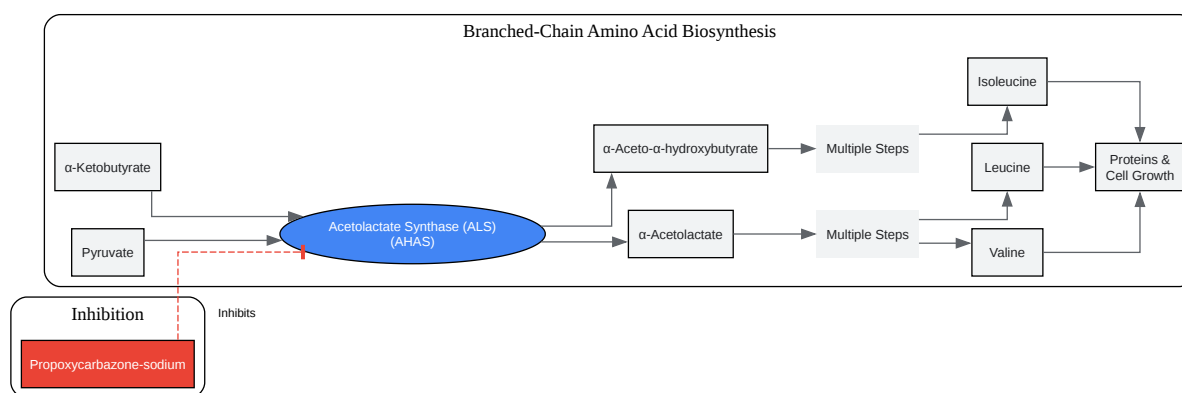 Branched-Chain Amino Acid Biosynthesis
Isoleucine
α-Ketobutyrate
α-Aceto-α-hydroxybutyrate
Multiple Steps
Leucine
Proteins &
Cell Growth
Pyruvate
Acetolactate Synthase (ALS)
(AHAS)
α-Acetolactate
Multiple Steps
Valine
Inhibition
Inhibits
Propoxycarbazone-sodium